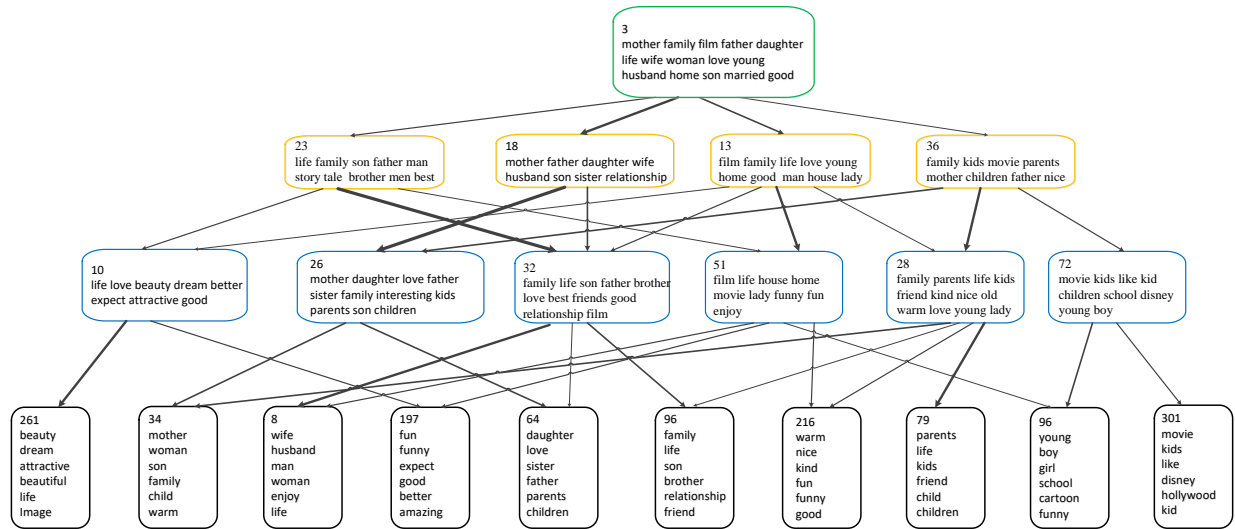 3
mother family film father daughter
life wife woman love young
husband home son married good
23
life family son father man
story tale brother men best
18
mother father daughter wife
husband son sister relationship
13
film family life love young
home good man house lady
36
family kids movie parents
mother children father nice
10
life love beauty dream better
expect attractive good
26
mother daughter love father
sister family interesting kids
parents son children
32
family life son father brother
love best friends good
relationship film
51
film life house home
movie lady funny fun
enjoy
28
family parents life kids
friend kind nice old
warm love young lady
72
movie kids like kid
children school disney
young boy
261
beauty
dream
attractive
beautiful
life
Image
34
mother
woman
son
family
child
warm
8
wife
husband
man
woman
enjoy
life
197
fun
funny
expect
good
better
amazing
64
daughter
love
sister
father
parents
children
96
family
life
son
brother
relationship
friend
216
warm
nice
kind
fun
funny
good
79
parents
life
kids
friend
child
children
96
young
boy
girl
school
cartoon
funny
301
movie
kids
like
disney
hollywood
kid